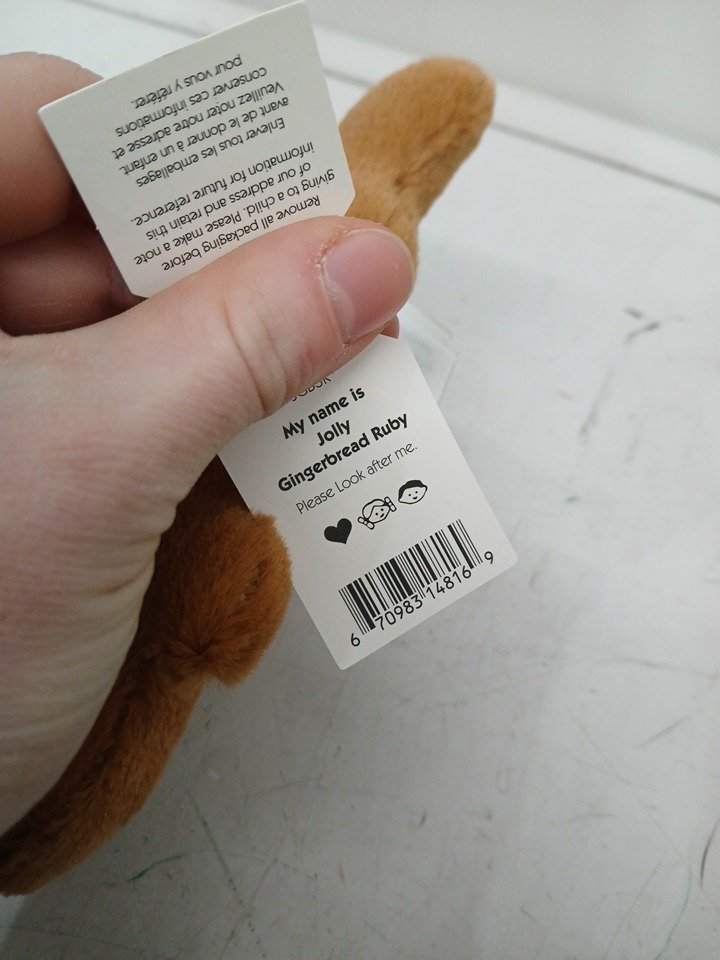 Remove all packaging before
giving to a child. Please make a note
of our address and retain this
information for future reference.
Enlever tous les emballages
avant de le donner à un enfant.
Veuillez noter notre adresse et
conserver ces informations
pour vous y référer.
My name is
Jolly
Gingerbread Ruby
Please Look after me.
6 70983 14816 9